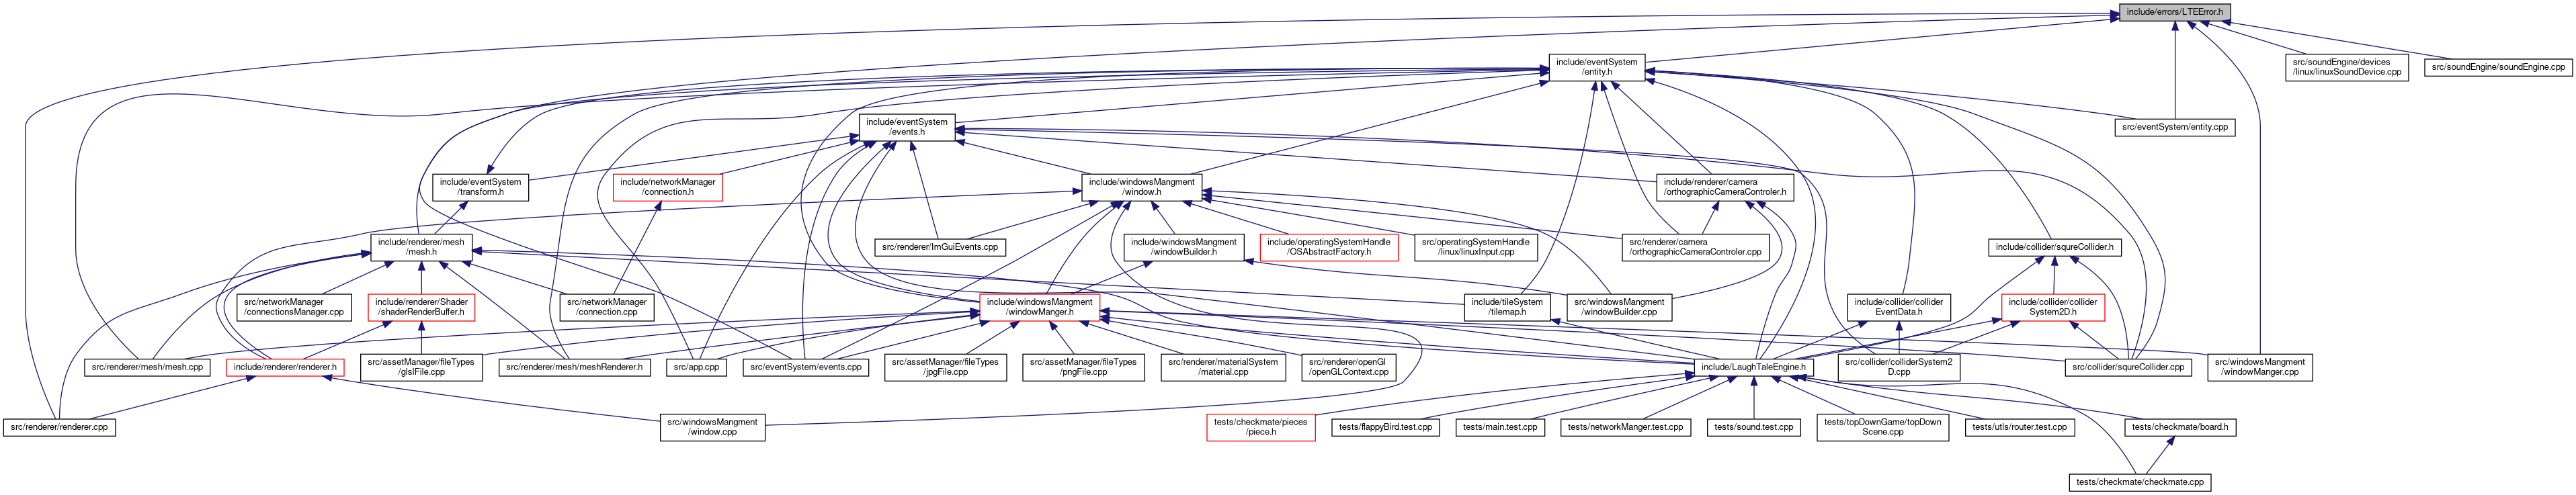 include/errors/LTEError.h
include/eventSystem
/entity.h
src/soundEngine/devices
/linux/linuxSoundDevice.cpp
src/soundEngine/soundEngine.cpp
include/eventSystem
/events.h
src/eventSystem/entity.cpp
include/eventSystem
/transform.h
include/networkManager
/connection.h
include/windowsMangment
/window.h
include/renderer/camera
/orthographicCameraControler.h
include/renderer/mesh
/mesh.h
src/renderer/ImGuiEvents.cpp
include/windowsMangment
/windowBuilder.h
include/operatingSystemHandle
/OSAbstractFactory.h
src/operatingSystemHandle
/linux/linuxInput.cpp
src/renderer/camera
/orthographicCameraControler.cpp
include/collider/squreCollider.h
src/networkManager
/connectionsManager.cpp
include/renderer/Shader
/shaderRenderBuffer.h
src/networkManager
/connection.cpp
include/windowsMangment
/windowManger.h
include/tileSystem
/tilemap.h
src/windowsMangment
/windowBuilder.cpp
include/collider/collider
EventData.h
include/collider/collider
System2D.h
src/renderer/mesh/mesh.cpp
include/renderer/renderer.h
src/assetManager/fileTypes
/glslFile.cpp
src/renderer/mesh/meshRenderer.h
src/app.cpp
src/eventSystem/events.cpp
src/assetManager/fileTypes
/jpgFile.cpp
src/assetManager/fileTypes
/pngFile.cpp
src/renderer/materialSystem
/material.cpp
src/renderer/openGl
/openGLContext.cpp
include/LaughTaleEngine.h
src/collider/colliderSystem2
D.cpp
src/collider/squreCollider.cpp
src/windowsMangment
/windowManger.cpp
src/renderer/renderer.cpp
src/windowsMangment
/window.cpp
tests/checkmate/pieces
/piece.h
tests/flappyBird.test.cpp
tests/main.test.cpp
tests/networkManger.test.cpp
tests/sound.test.cpp
tests/topDownGame/topDown
Scene.cpp
tests/utls/router.test.cpp
tests/checkmate/board.h
tests/checkmate/checkmate.cpp